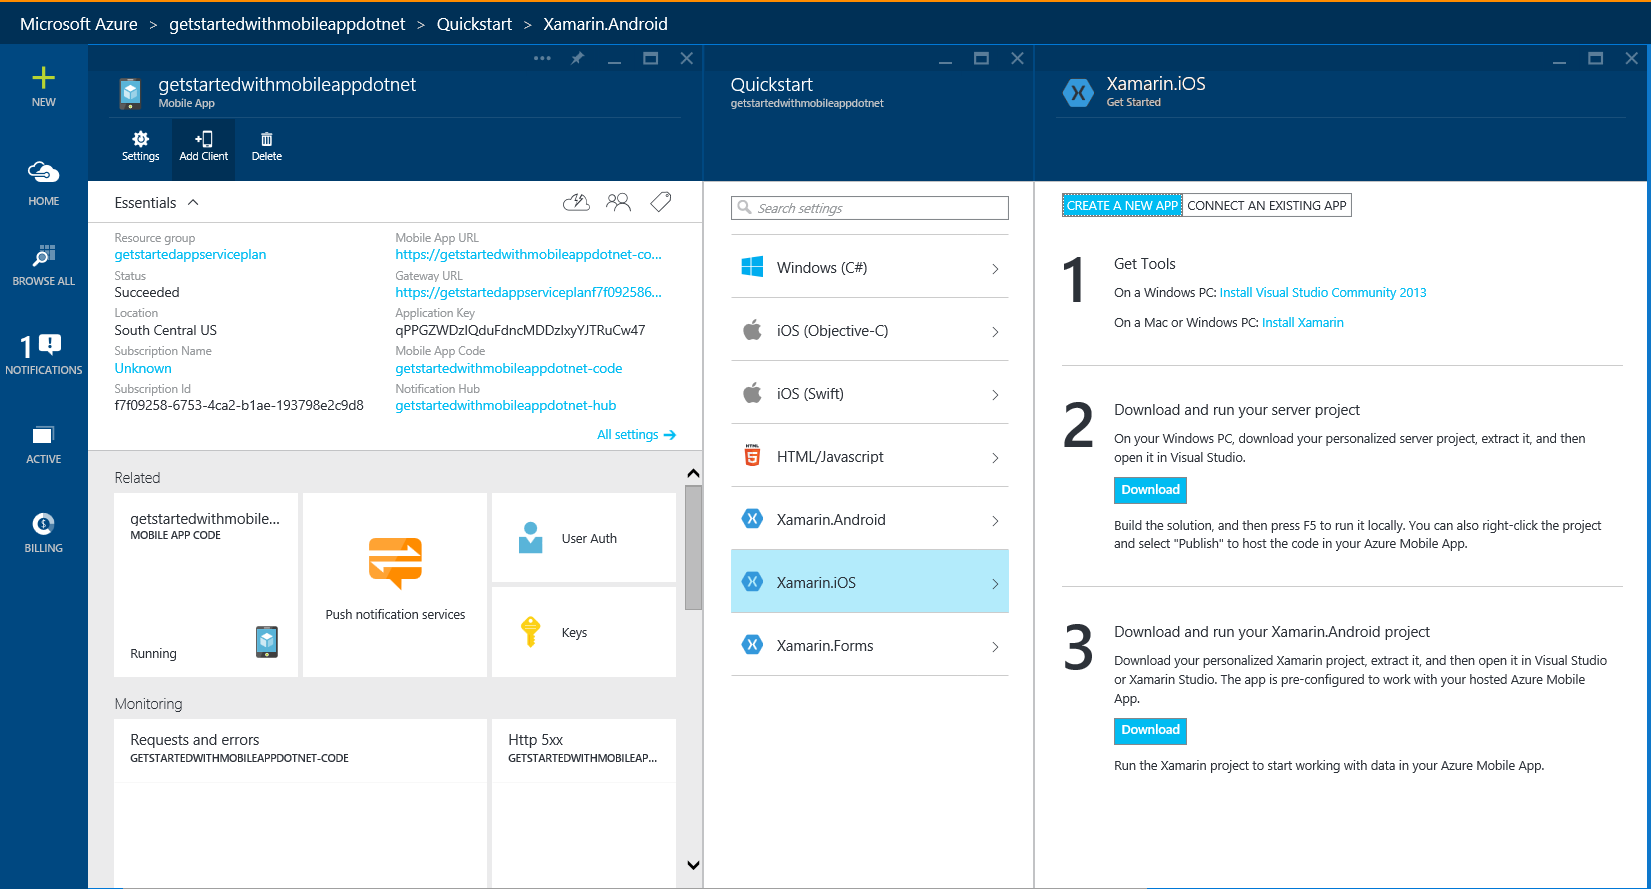 Microsoft Azure > getstartedwithmobileappdotnet > Quickstart > Xamarin.Android
NEW
HOME
BROWSE ALL
1
NOTIFICATIONS
ACTIVE
BILLING
getstartedwithmobileappdotnet
Mobile App
Settings
Add Client
Delete
Essentials
Resource group
getstartedappserviceplan
Status
Succeeded
Location
South Central US
Subscription Name
Unknown
Subscription Id
f7f09258-6753-4ca2-b1ae-193798e2c9d8
Mobile App URL
https://getstartedwithmobileappdotnet-co...
Gateway URL
https://getstartedappserviceplanf7f092586...
Application Key
qPPGZWDzIQduFdncMDDzIxyYJTRuCw47
Mobile App Code
getstartedwithmobileappdotnet-code
Notification Hub
getstartedwithmobileappdotnet-hub
All settings
Related
getstartedwithmobile...
MOBILE APP CODE
Running
Push notification services
User Auth
Keys
Monitoring
Requests and errors
GETSTARTEDWITHMOBILEAPPDOTNET-CODE
Http 5xx
GETSTARTEDWITHMOBILEAP...
Quickstart
getstartedwithmobileappdotnet
Search settings
Windows (C#)
iOS (Objective-C)
iOS (Swift)
HTML/Javascript
Xamarin.Android
Xamarin.iOS
Xamarin.Forms
Xamarin.iOS
Get Started
CREATE A NEW APP
CONNECT AN EXISTING APP
1
Get Tools
On a Windows PC: Install Visual Studio Community 2013
On a Mac or Windows PC: Install Xamarin
2
Download and run your server project
On your Windows PC, download your personalized server project, extract it, and then
open it in Visual Studio.
Download
Build the solution, and then press F5 to run it locally. You can also right-click the project
and select "Publish" to host the code in your Azure Mobile App.
3
Download and run your Xamarin.Android project
Download your personalized Xamarin project, extract it, and then open it in Visual Studio
or Xamarin Studio. The app is pre-configured to work with your hosted Azure Mobile
App.
Download
Run the Xamarin project to start working with data in your Azure Mobile App.